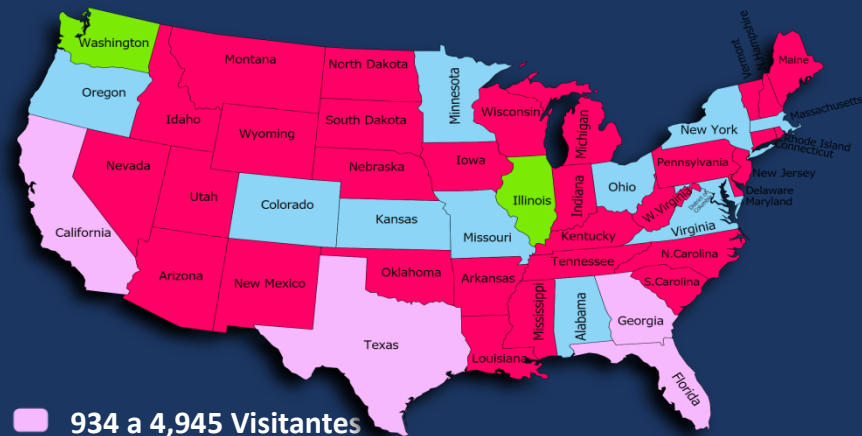 Washington
Montana
North Dakota
Minnesota
Vermont
N.Hampshire
Maine
Oregon
Idaho
South Dakota
Wisconsin
Michigan
Massachusetts
New York
Wyoming
Rhode Island
Connecticut
Iowa
Pennsylvania
Nevada
Nebraska
New Jersey
Utah
Illinois
Indiana
Ohio
Delaware
Maryland
Colorado
Kansas
Missouri
W.Virginia
District of
Columbia
Virginia
California
Kentucky
Arizona
New Mexico
Oklahoma
Arkansas
Tennessee
N.Carolina
S.Carolina
Mississippi
Alabama
Georgia
Texas
Louisiana
Florida
934 a 4,945 Visitantes